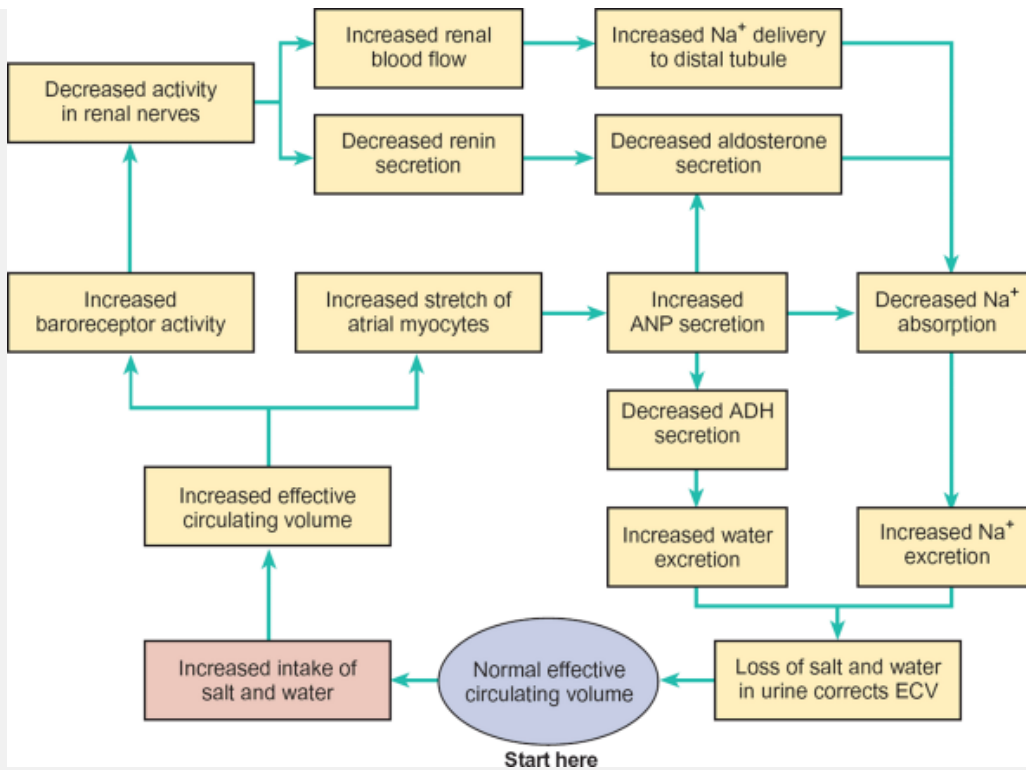 Increased renal
blood flow
Increased Na⁺ delivery
to distal tubule
Decreased activity
in renal nerves
Decreased renin
secretion
Decreased aldosterone
secretion
Increased
baroreceptor activity
Increased stretch of
atrial myocytes
Increased
ANP secretion
Decreased Na⁺
absorption
Decreased ADH
secretion
Increased effective
circulating volume
Increased water
excretion
Increased Na⁺
excretion
Increased intake of
salt and water
Normal effective
circulating volume
Loss of salt and water
in urine corrects ECV
Start here